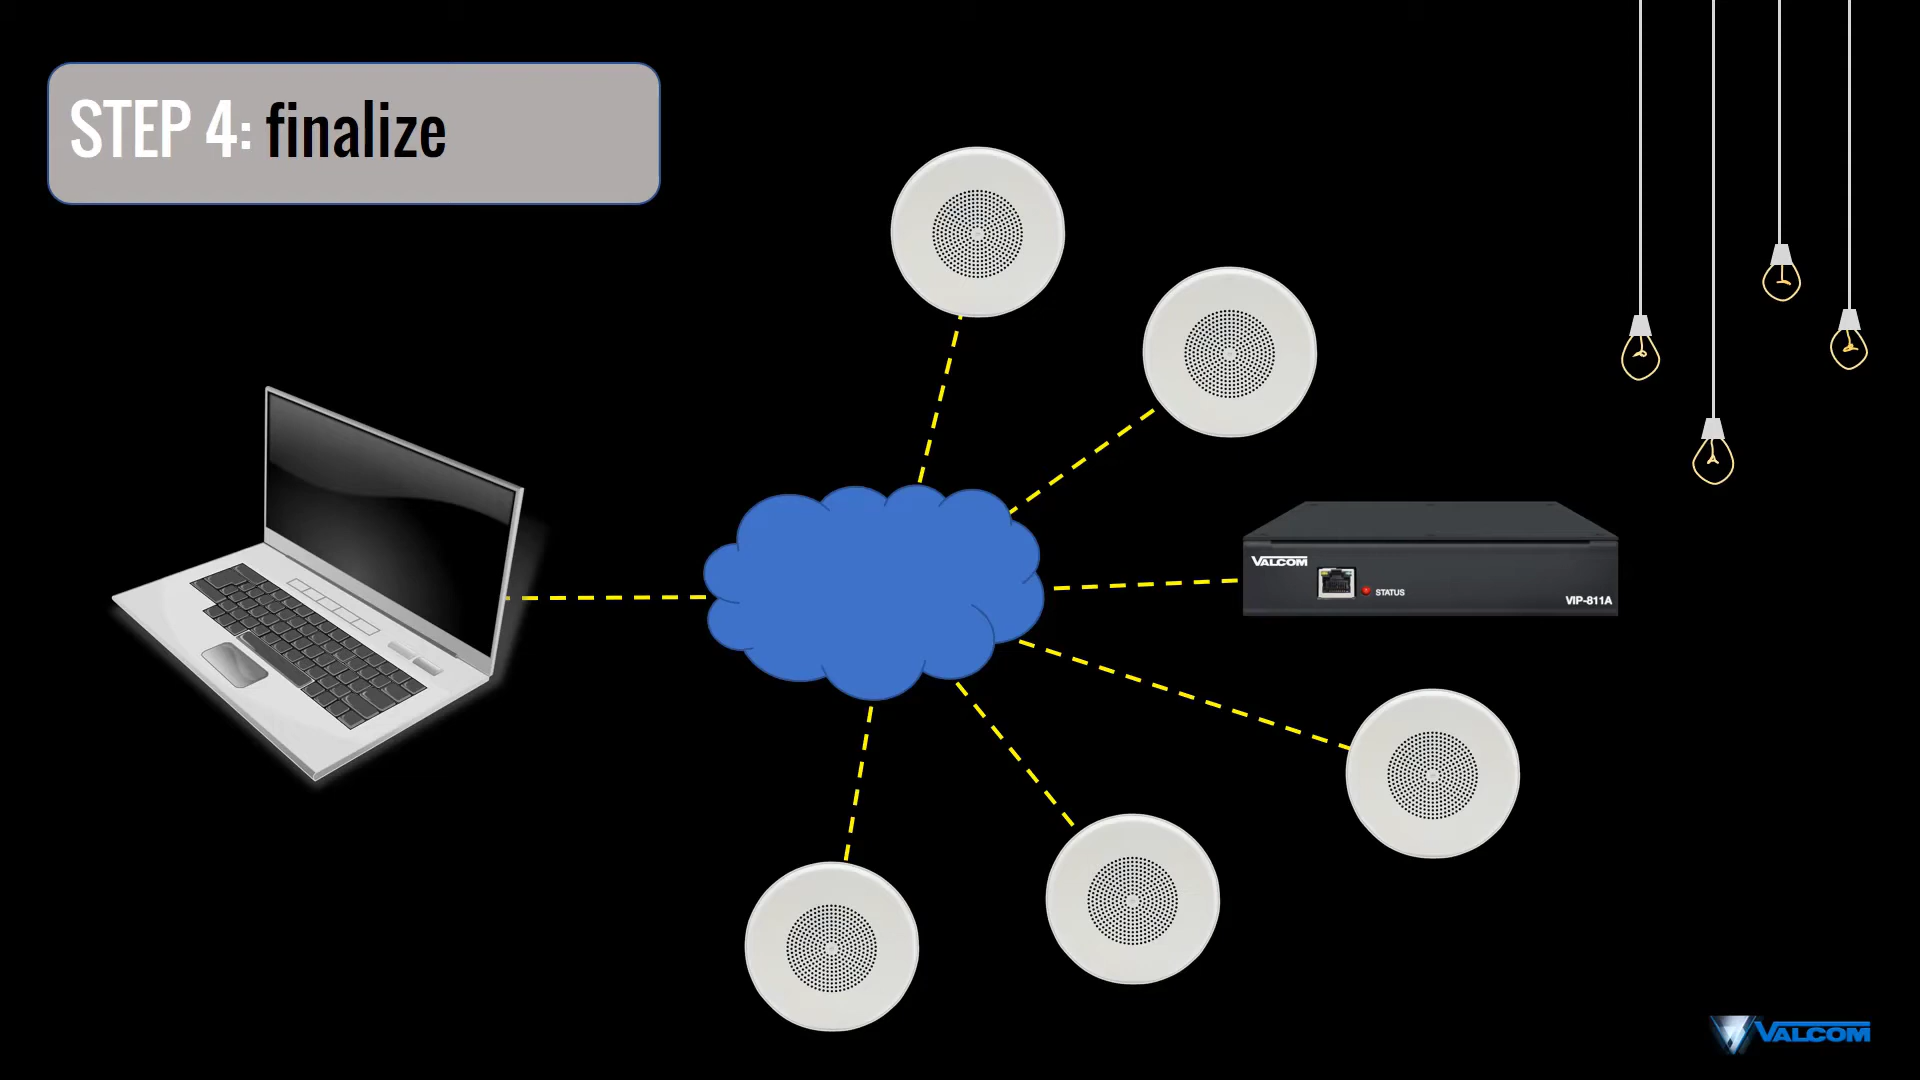 STEP 4: finalize
VALCOM
STATUS
VIP-811A
VALCOM